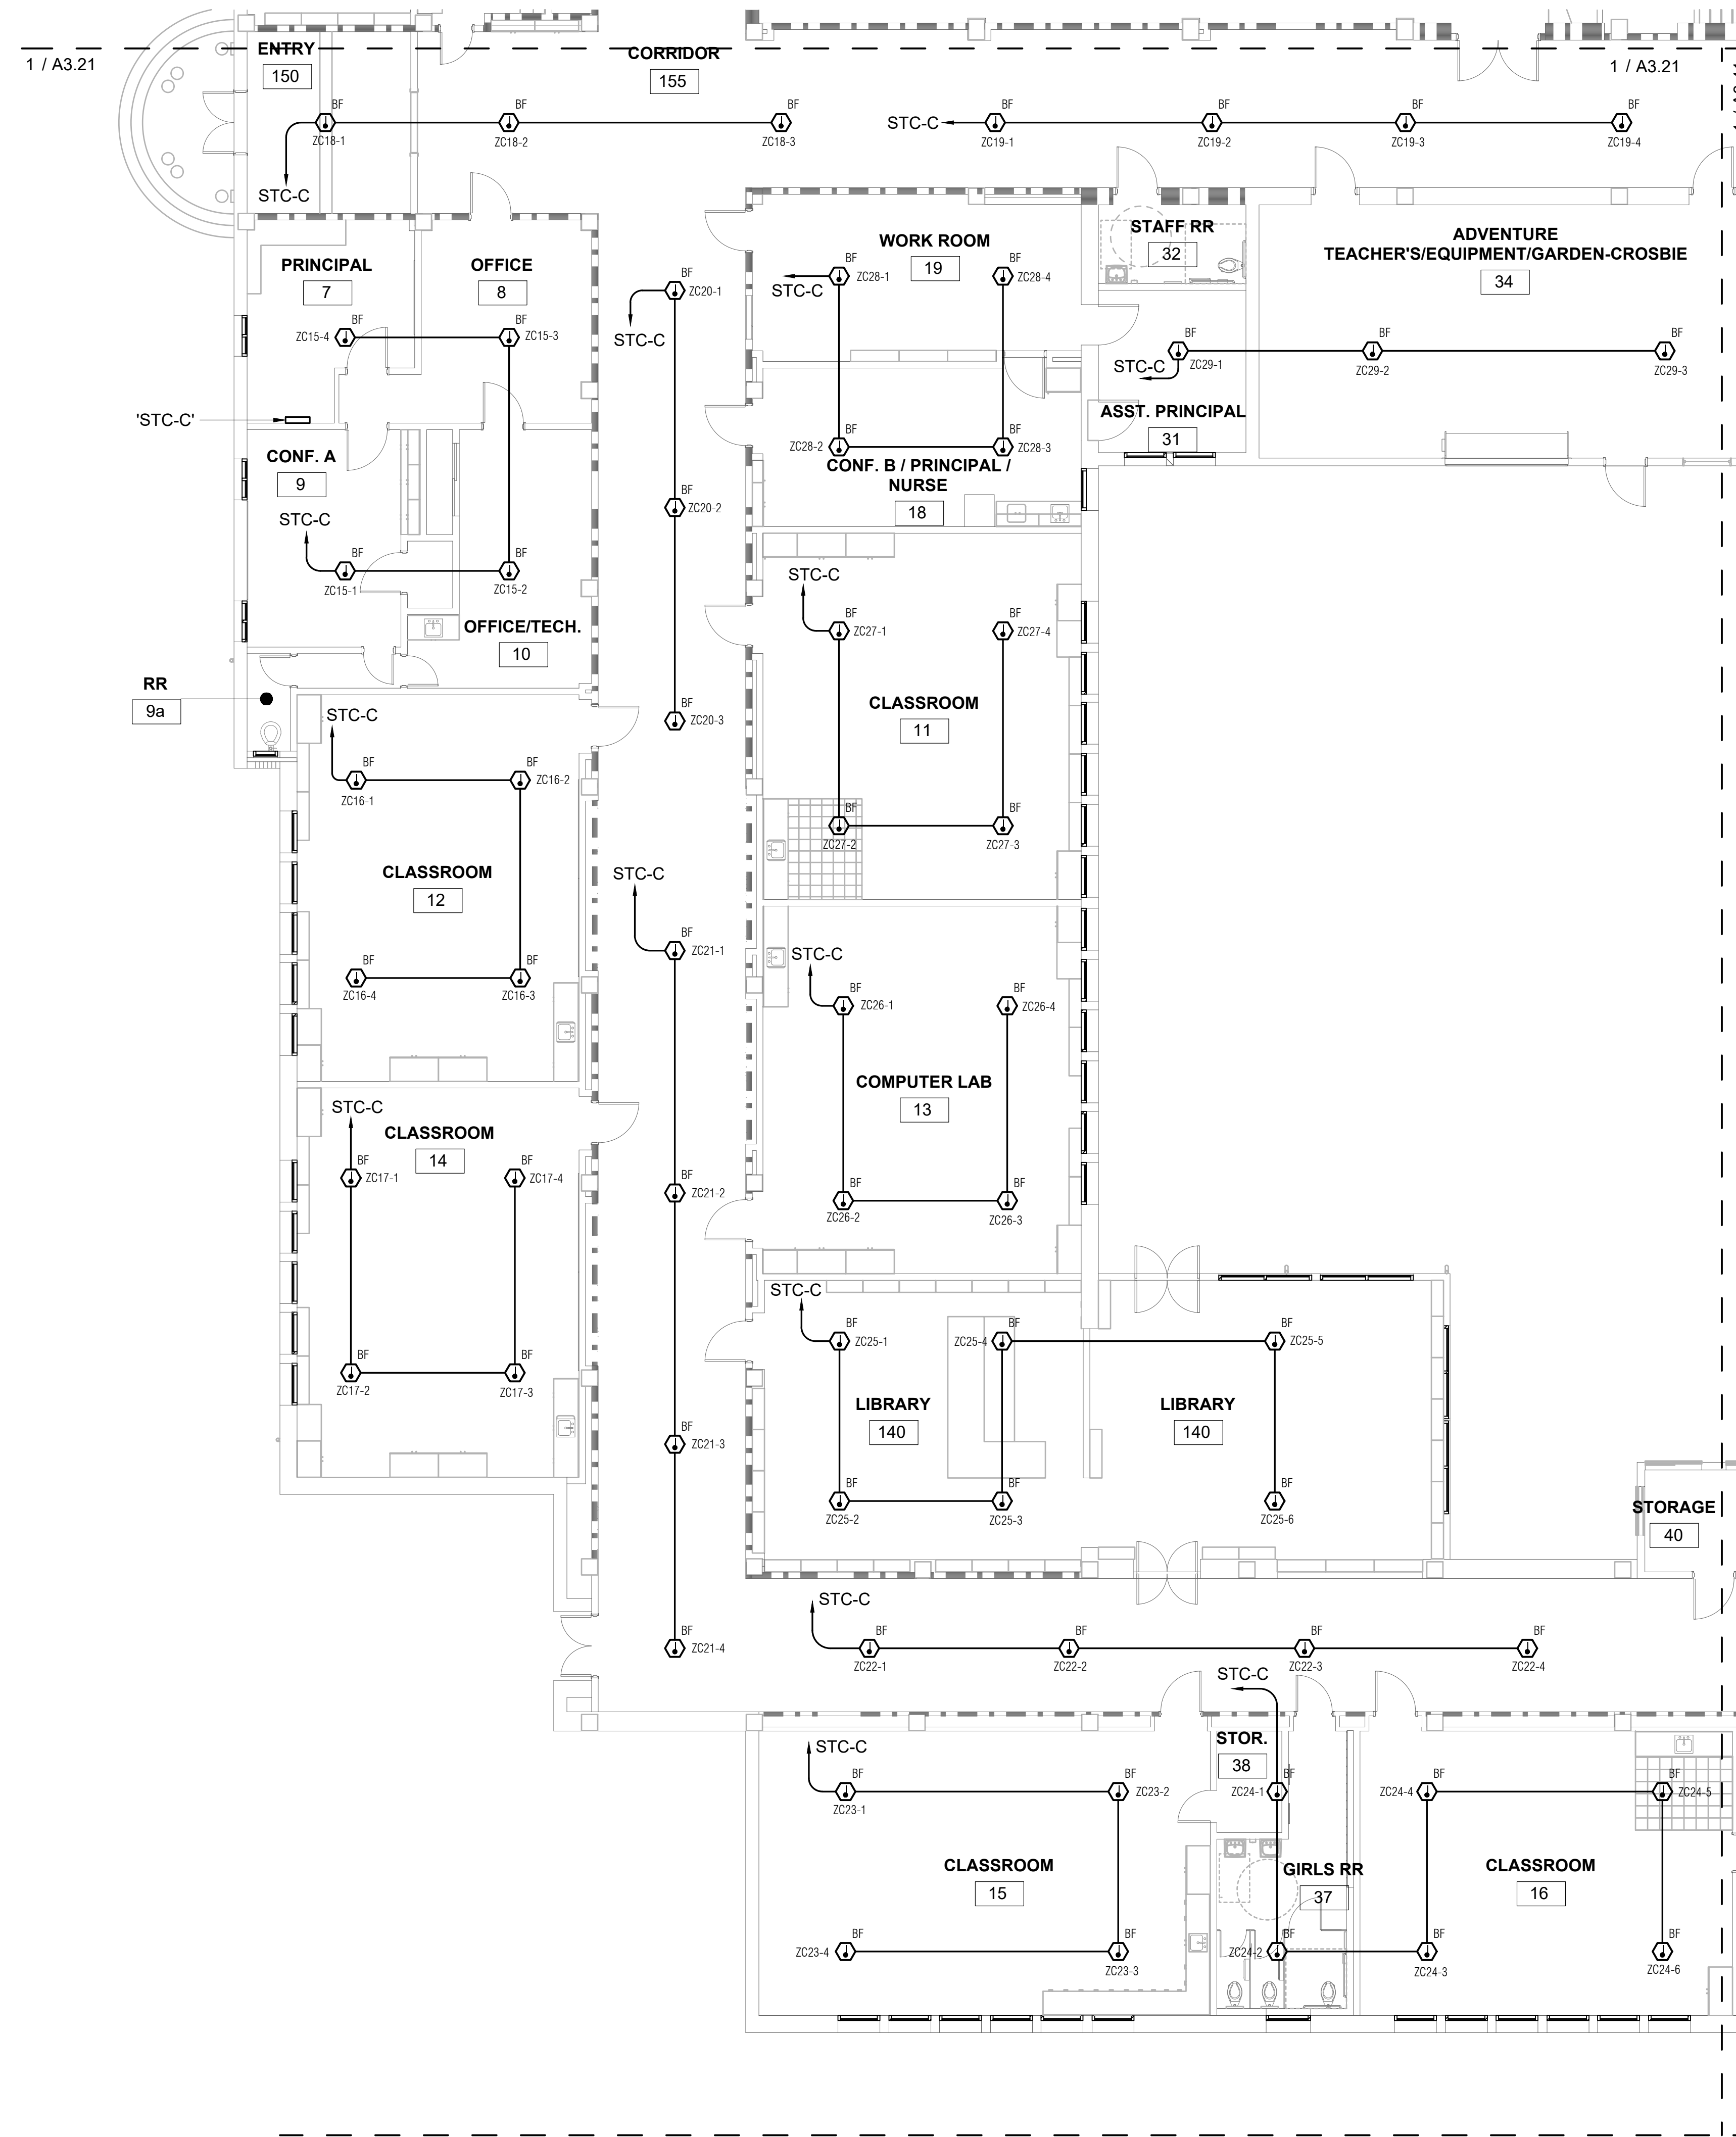 ENTRY
150
CORRIDOR
155
1 / A3.21
1 / A3.21
BF
ZC18-1
BF
ZC18-2
BF
ZC18-3
STC-C
STC-C
BF
ZC19-1
BF
ZC19-2
BF
ZC19-3
BF
ZC19-4
PRINCIPAL
7
OFFICE
8
BF
ZC15-4
BF
ZC15-3
'STC-C'
CONF. A
9
STC-C
BF
ZC15-1
BF
ZC15-2
OFFICE/TECH.
10
RR
9a
BF
ZC20-1
STC-C
BF
ZC20-2
BF
ZC20-3
WORK ROOM
19
BF
ZC28-1
STC-C
BF
ZC28-4
BF
ZC28-2
BF
ZC28-3
CONF. B / PRINCIPAL /
NURSE
18
STAFF RR
32
ADVENTURE
TEACHER'S/EQUIPMENT/GARDEN-CROSBIE
34
BF
ZC29-1
STC-C
BF
ZC29-2
BF
ZC29-3
ASST. PRINCIPAL
31
STC-C
BF
ZC27-1
BF
ZC27-4
CLASSROOM
11
BF
ZC27-2
BF
ZC27-3
STC-C
BF
ZC16-1
BF
ZC16-2
CLASSROOM
12
BF
ZC16-4
BF
ZC16-3
STC-C
BF
ZC21-1
BF
ZC21-2
BF
ZC21-3
BF
ZC21-4
STC-C
BF
ZC26-1
BF
ZC26-4
COMPUTER LAB
13
BF
ZC26-2
BF
ZC26-3
STC-C
CLASSROOM
14
BF
ZC17-1
BF
ZC17-4
BF
ZC17-2
BF
ZC17-3
STC-C
BF
ZC25-1
BF
ZC25-4
BF
ZC25-5
LIBRARY
140
LIBRARY
140
BF
ZC25-2
BF
ZC25-3
BF
ZC25-6
STORAGE
40
STC-C
BF
ZC22-1
BF
ZC22-2
BF
ZC22-3
BF
ZC22-4
STC-C
STC-C
BF
ZC23-1
BF
ZC23-2
STOR.
38
BF
ZC24-1
BF
ZC24-4
BF
ZC24-5
CLASSROOM
15
GIRLS RR
37
CLASSROOM
16
BF
ZC23-4
BF
ZC23-3
BF
ZC24-2
BF
ZC24-3
BF
ZC24-6